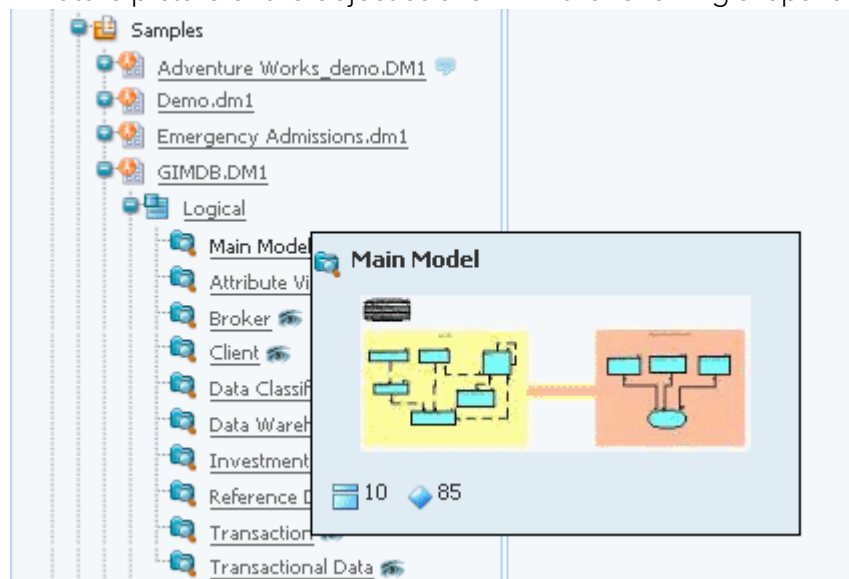 Samples
Adventure Works_demo.DM1
Demo.dm1
Emergency Admissions.dm1
GIMDB.DM1
Logical
Main Model
Attribute Vi
Broker
Client
Data Classif
Data Wareh
Investment
Reference D
Transaction
Transactional Data
Main Model
10 85